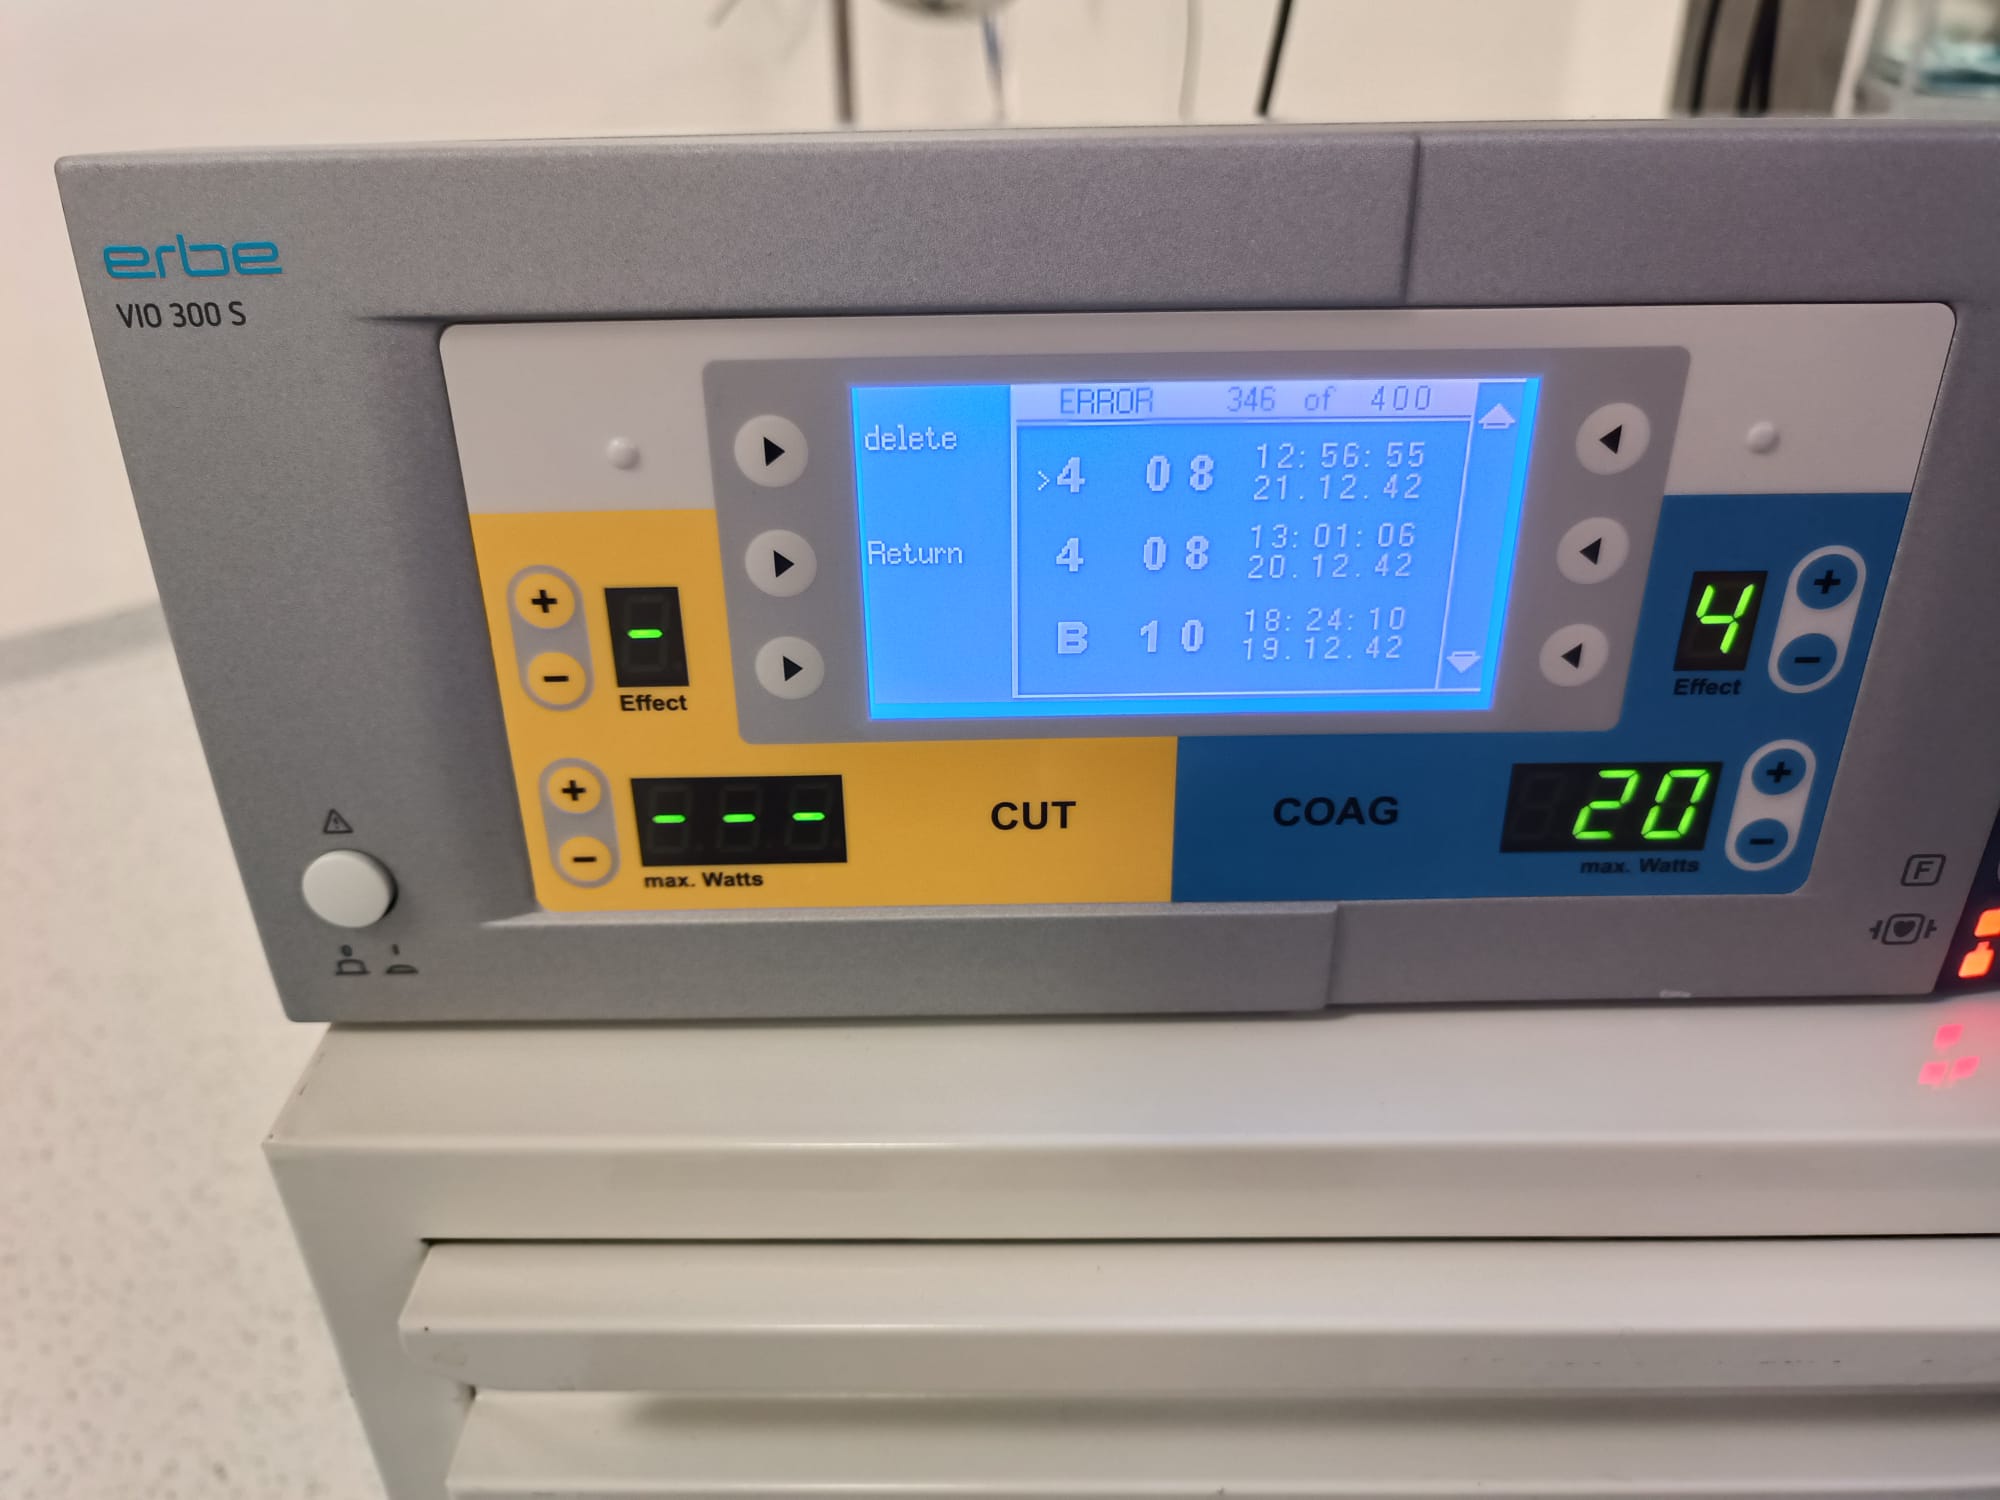 erbe
VIO 300 S
ERROR 346 of 400
delete
>4 08 12:56:55
21.12.42
Return
4 08 13:01:06
20.12.42
B 10 18:24:10
19.12.42
+
-
-
Effect
4
+
-
Effect
+
-
- - -
max. Watts
CUT
COAG
20
max. Watts
+
-
F